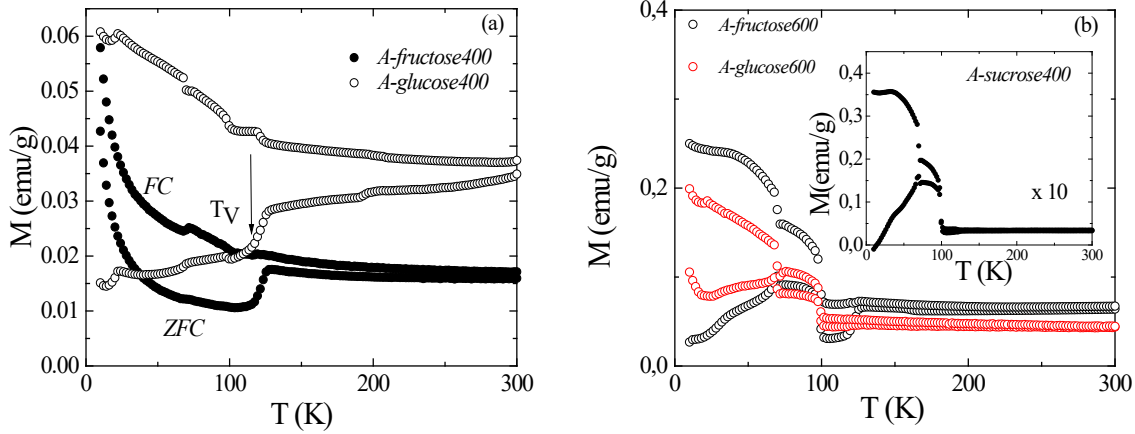 (a)
A-fructose400
A-glucose400
FC
TV
ZFC
M (emu/g)
0.06
0.05
0.04
0.03
0.02
0.01
0.00
0
100
200
300
T (K)
(b)
A-fructose600
A-glucose600
M (emu/g)
0,4
0,2
0,0
0
100
200
300
T (K)
A-sucrose400
x 10
M(emu/g)
0,4
0,3
0,2
0,1
0,0
0
100
200
300
T (K)